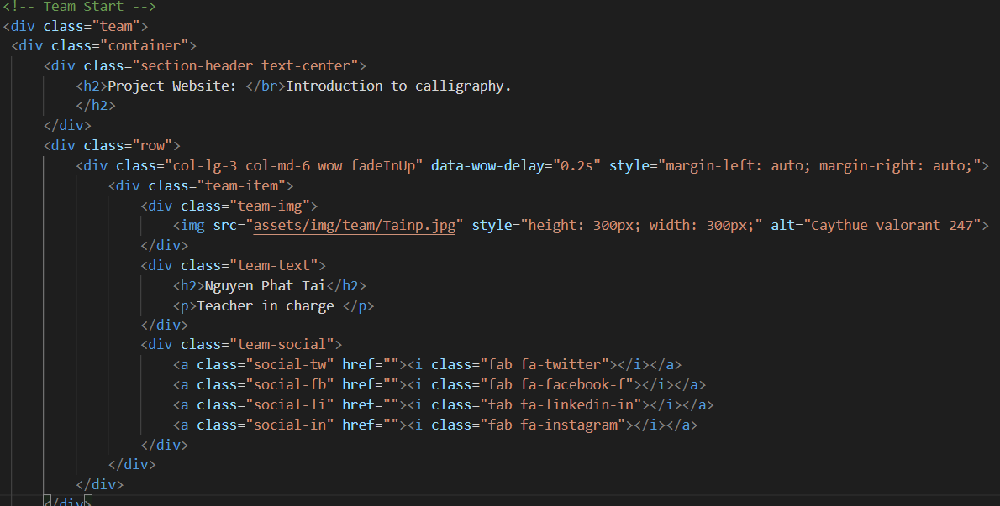 <!-- Team Start -->
<div class="team">
<div class="container">
<div class="section-header text-center">
<h2>Project Website: </br>Introduction to calligraphy.
</h2>
</div>
<div class="row">
<div class="col-lg-3 col-md-6 wow fadeInUp" data-wow-delay="0.2s" style="margin-left: auto; margin-right: auto;">
<div class="team-item">
<div class="team-img">
<img src="assets/img/team/Tainp.jpg" style="height: 300px; width: 300px;" alt="Caythue valorant 247">
</div>
<div class="team-text">
<h2>Nguyen Phat Tai</h2>
<p>Teacher in charge </p>
</div>
<div class="team-social">
<a class="social-tw" href=""><i class="fab fa-twitter"></i></a>
<a class="social-fb" href=""><i class="fab fa-facebook-f"></i></a>
<a class="social-li" href=""><i class="fab fa-linkedin-in"></i></a>
<a class="social-in" href=""><i class="fab fa-instagram"></i></a>
</div>
</div>
</div>
</div>